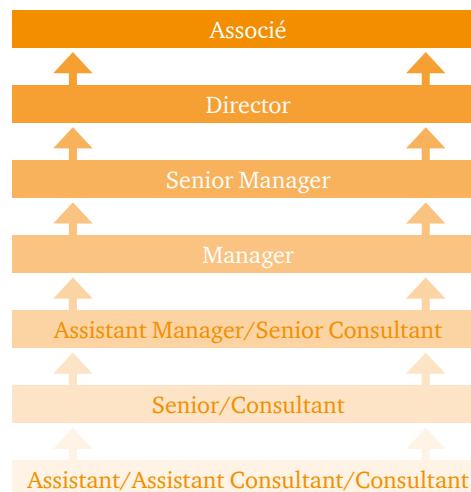 Associé
Director
Senior Manager
Manager
Assistant Manager/Senior Consultant
Senior/Consultant
Assistant/Assistant Consultant/Consultant